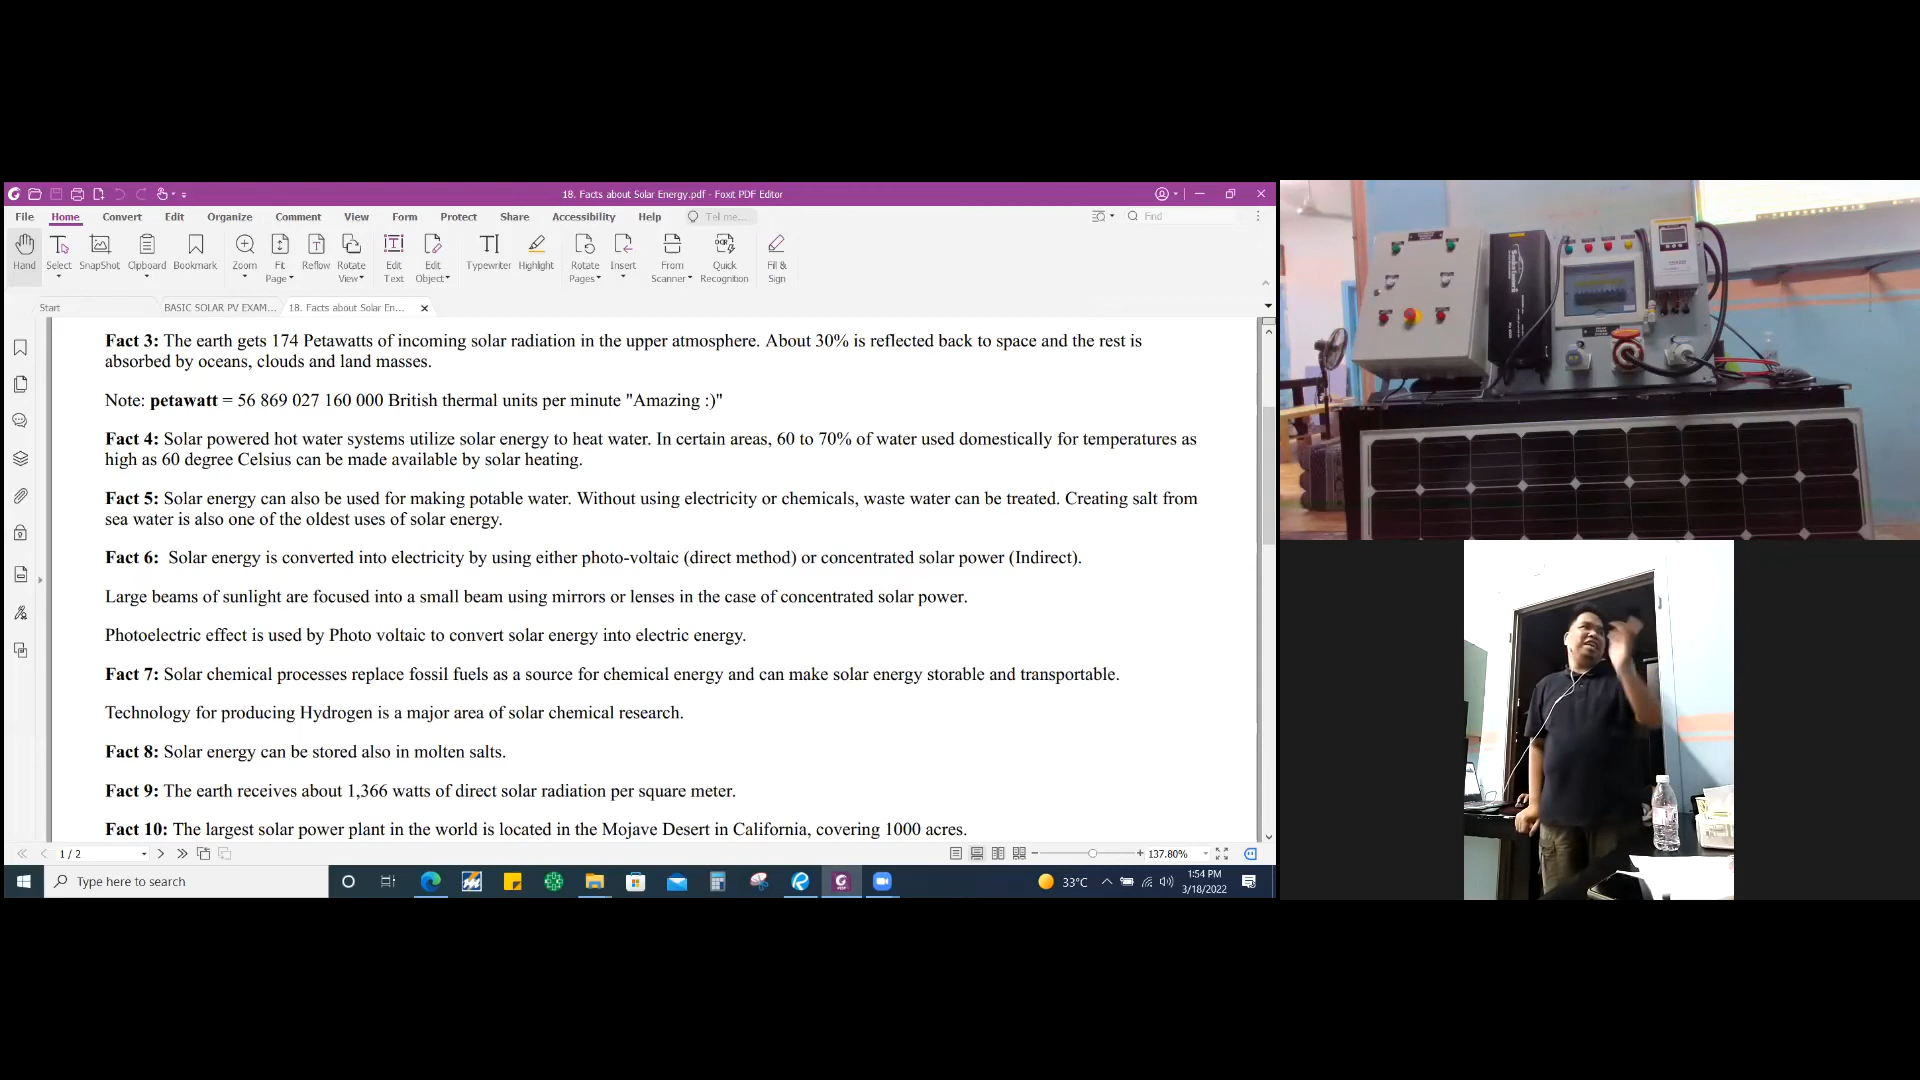 18. Facts about Solar Energy.pdf - Foxit PDF Editor
File Home Convert Edit Organize Comment View Form Protect Share Accessibility Help Tell me... Find
Hand Select SnapShot Clipboard Bookmark Zoom Fit Page Reflow Rotate View Edit Text Edit Object Typewriter Highlight Rotate Pages Insert From Scanner Quick Recognition Fill & Sign
Start BASIC SOLAR PV EXAM... 18. Facts about Solar En...
Fact 3: The earth gets 174 Petawatts of incoming solar radiation in the upper atmosphere. About 30% is reflected back to space and the rest is
absorbed by oceans, clouds and land masses.
Note: petawatt = 56 869 027 160 000 British thermal units per minute "Amazing :)"
Fact 4: Solar powered hot water systems utilize solar energy to heat water. In certain areas, 60 to 70% of water used domestically for temperatures as
high as 60 degree Celsius can be made available by solar heating.
Fact 5: Solar energy can also be used for making potable water. Without using electricity or chemicals, waste water can be treated. Creating salt from
sea water is also one of the oldest uses of solar energy.
Fact 6:  Solar energy is converted into electricity by using either photo-voltaic (direct method) or concentrated solar power (Indirect).
Large beams of sunlight are focused into a small beam using mirrors or lenses in the case of concentrated solar power.
Photoelectric effect is used by Photo voltaic to convert solar energy into electric energy.
Fact 7: Solar chemical processes replace fossil fuels as a source for chemical energy and can make solar energy storable and transportable.
Technology for producing Hydrogen is a major area of solar chemical research.
Fact 8: Solar energy can be stored also in molten salts.
Fact 9: The earth receives about 1,366 watts of direct solar radiation per square meter.
Fact 10: The largest solar power plant in the world is located in the Mojave Desert in California, covering 1000 acres.
1 / 2 137.80%
Type here to search 33°C 1:54 PM
3/18/2022